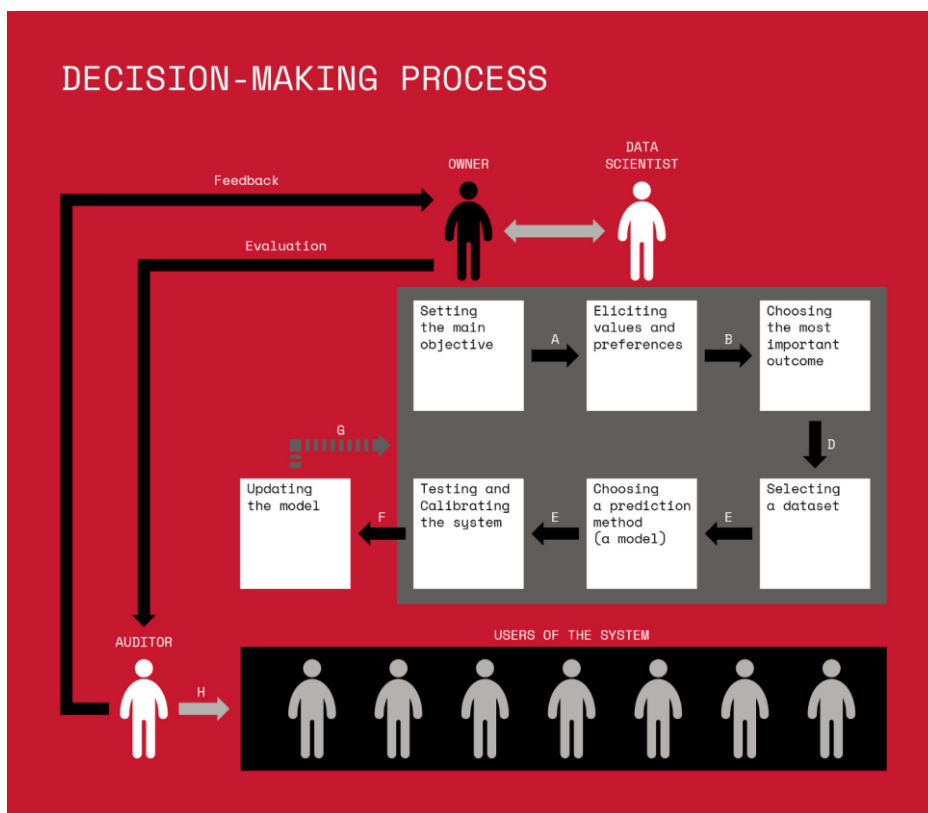 DECISION-MAKING PROCESS
OWNER
DATA
SCIENTIST
Feedback
Evaluation
Setting
the main
objective
A
Eliciting
values and
preferences
B
Choosing
the most
important
outcome
D
G
Updating
the model
F
Testing and
Calibrating
the system
E
Choosing
a prediction
method
(a model)
E
Selecting
a dataset
AUDITOR
H
USERS OF THE SYSTEM